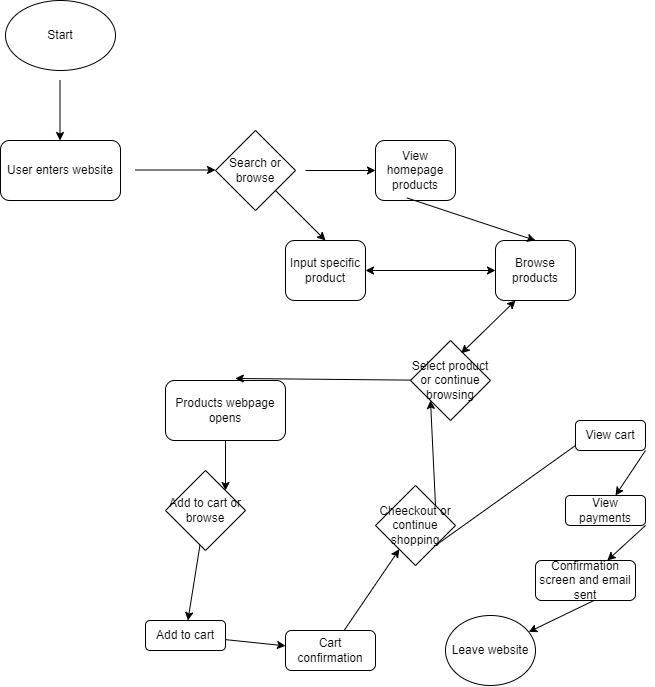 Start
User enters website
Search or
browse
View
homepage
products
Input specific
product
Browse
products
Select product
or continue
browsing
Products webpage
opens
View cart
Add to cart or
browse
Cheeckout or
continue
shopping
View
payments
Confirmation
screen and email
sent
Add to cart
Cart
confirmation
Leave website